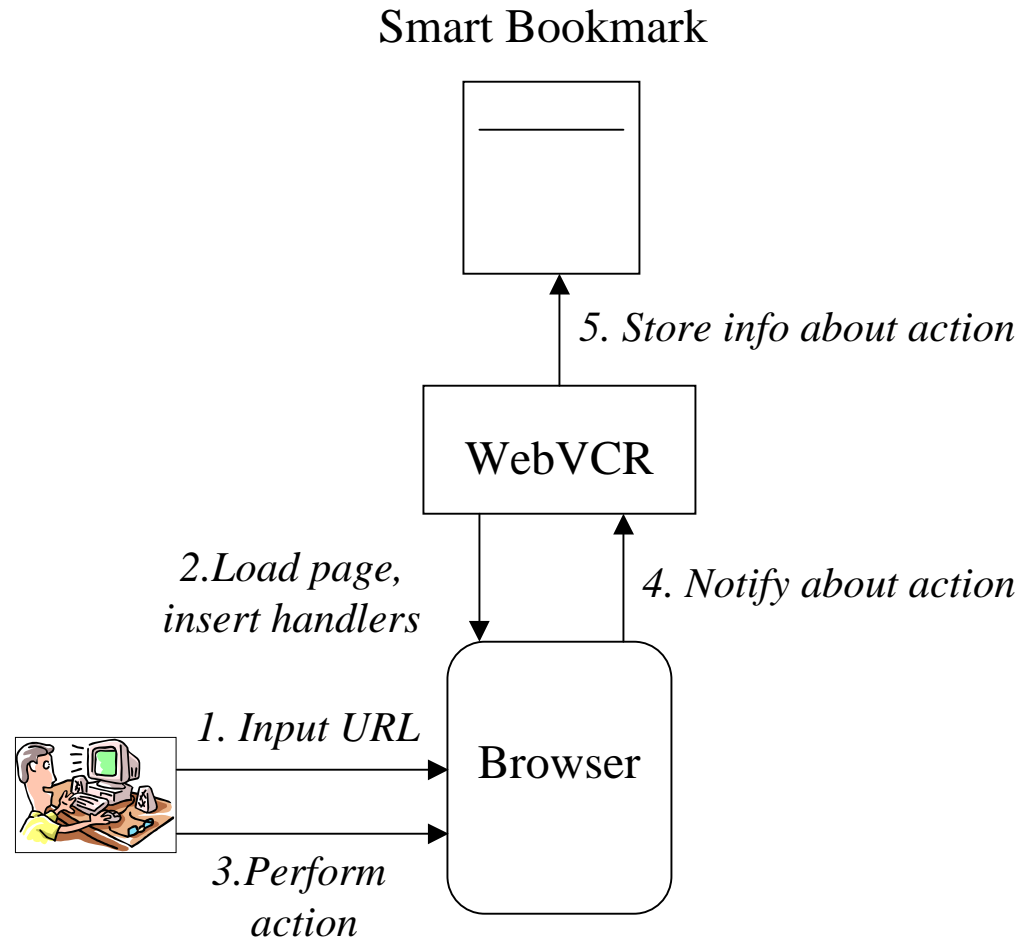 Smart Bookmark
5. Store info about action
WebVCR
2.Load page,
insert handlers
4. Notify about action
1. Input URL
Browser
3.Perform
action